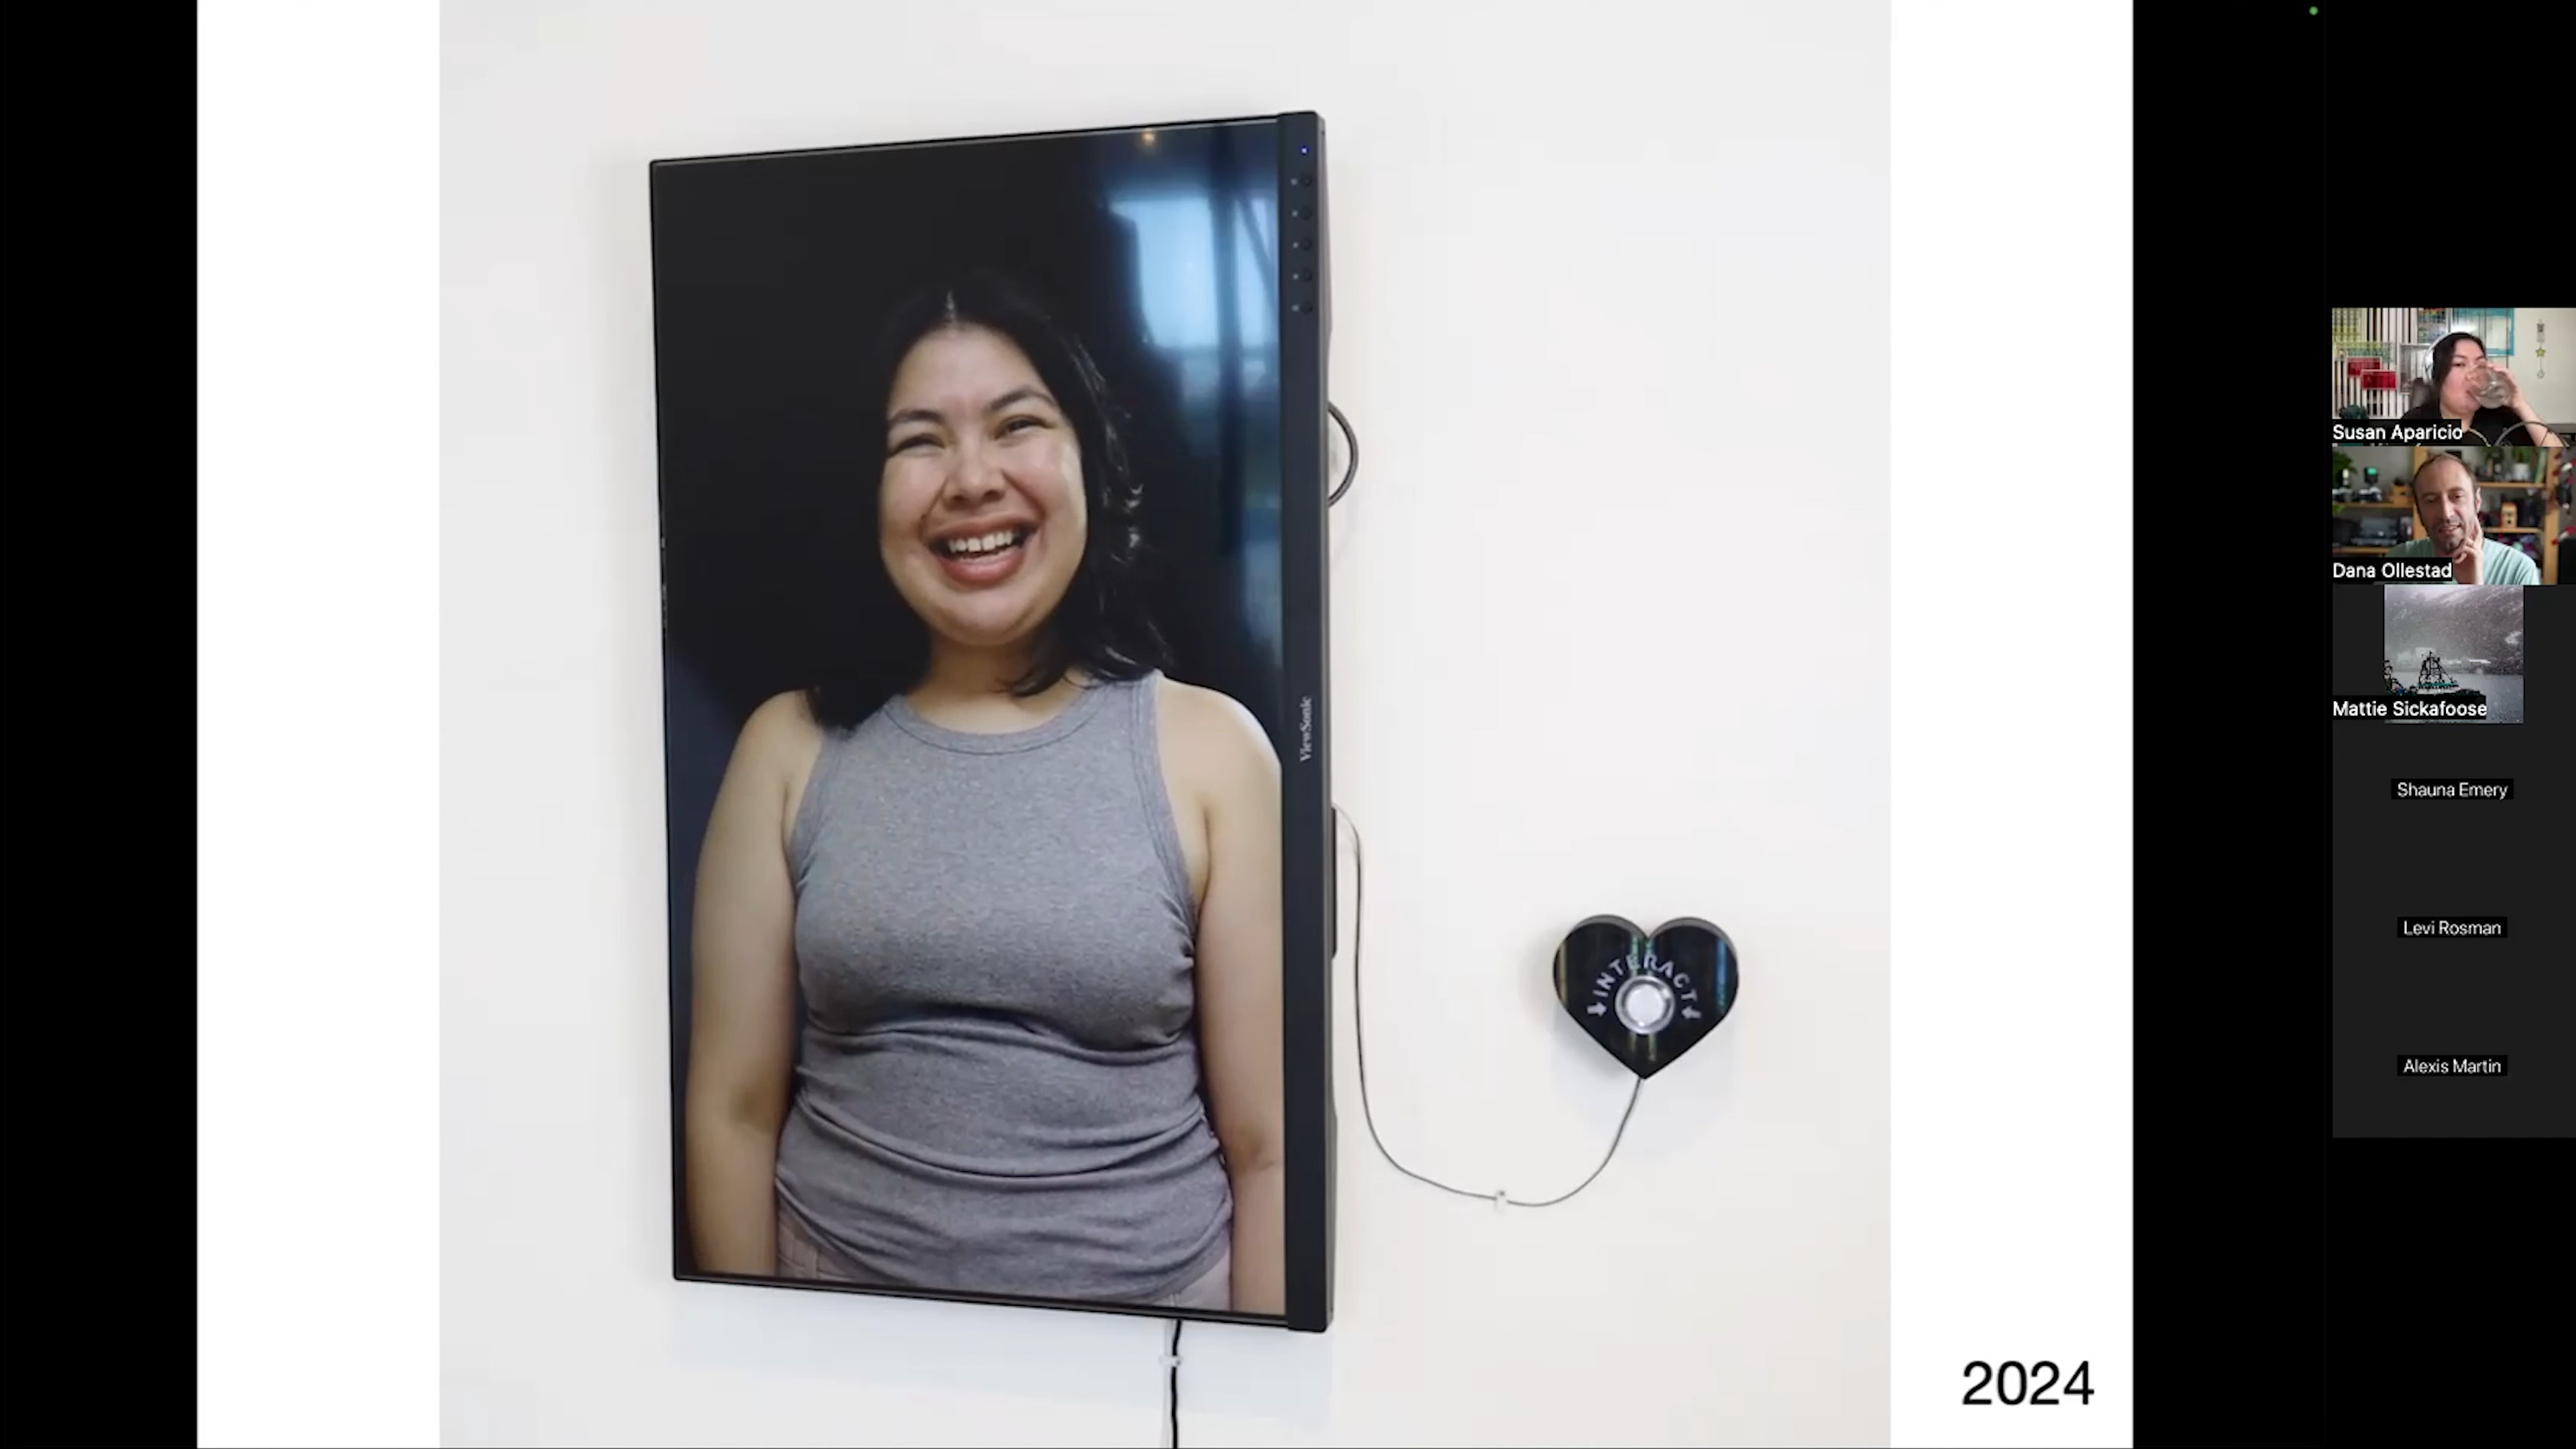 ViewSonic
INTERACT
2024
Susan Aparicio
Dana Ollestad
Mattie Sickafoose
Shauna Emery
Levi Rosman
Alexis Martin